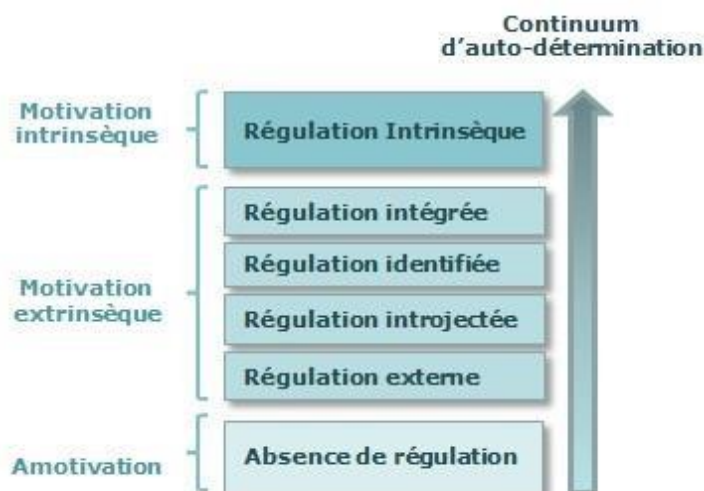 Continuum
d'auto-détermination
Motivation
intrinsèque
Régulation Intrinsèque
Régulation intégrée
Régulation identifiée
Motivation
extrinsèque
Régulation introjectée
Régulation externe
Amotivation
Absence de régulation